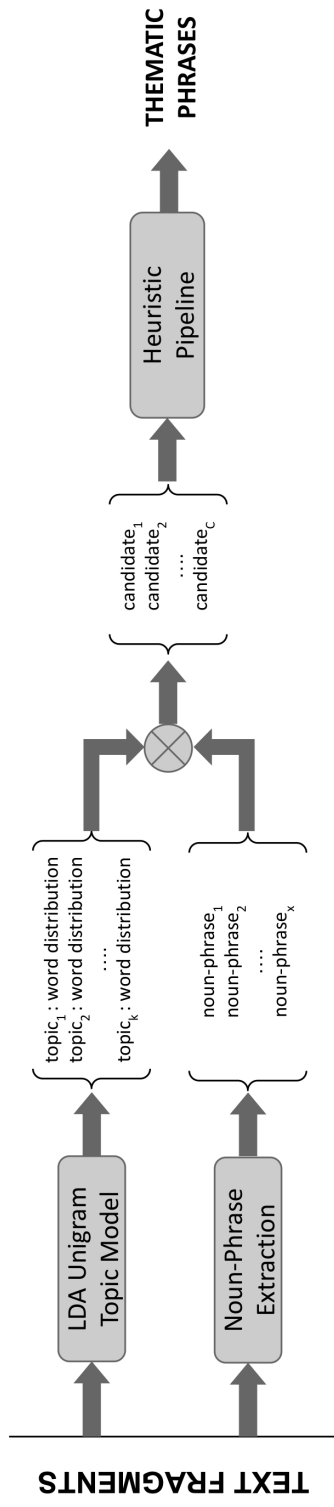 TEXT FRAGMENTS
LDA Unigram
Topic Model
topic₁ : word distribution
topic₂ : word distribution
....
topicₖ : word distribution
Noun-Phrase
Extraction
noun-phrase₁
noun-phrase₂
....
noun-phraseₓ
candidate₁
candidate₂
....
candidate_C
Heuristic
Pipeline
THEMATIC
PHRASES